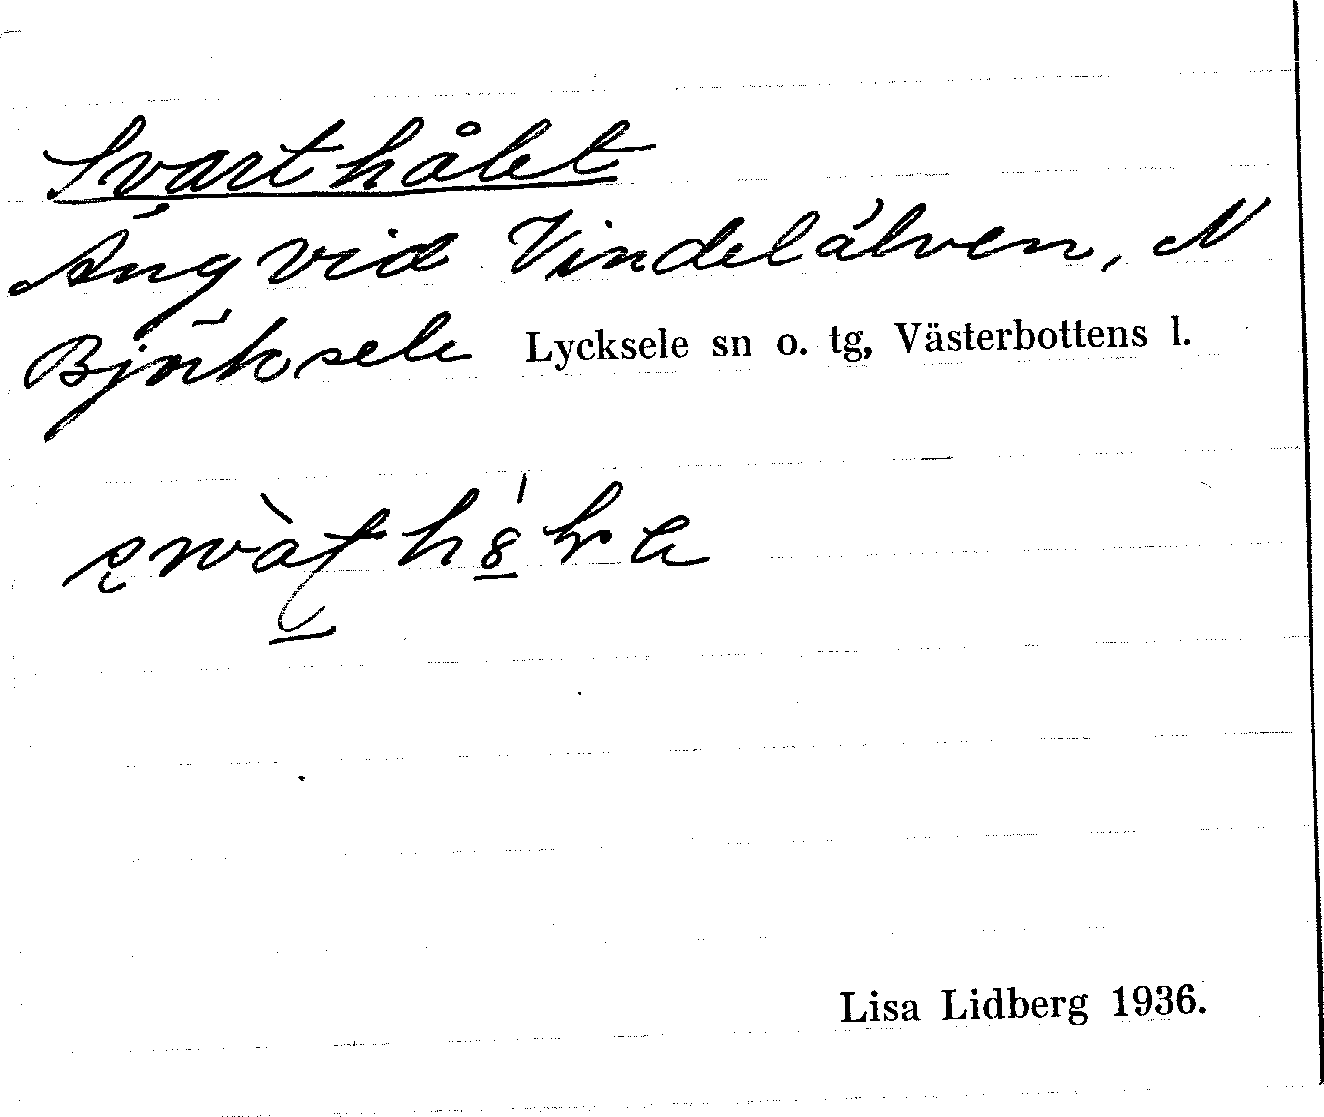 Svarthålet
Äng vid Vindelälven, N
Björksele Lycksele sn o. tg, Västerbottens l.
Lisa Lidberg 1936.